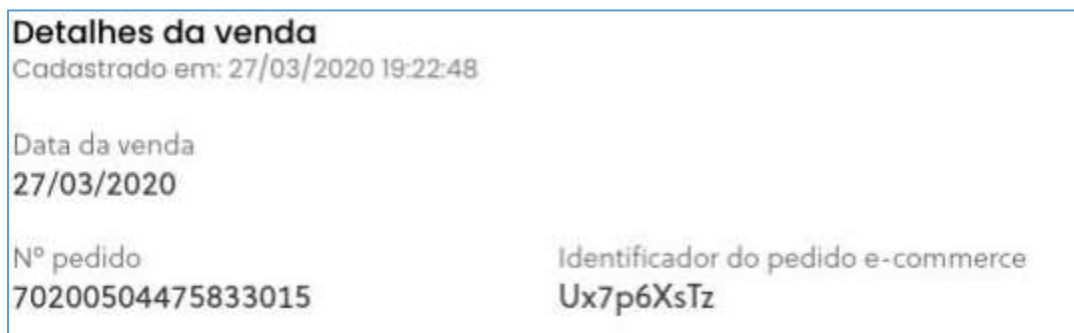 Detalhes da venda
Cadastrado em: 27/03/2020 19:22:48
Data da venda
27/03/2020
Nº pedido
70200504475833015
Identificador do pedido e-commerce
Ux7p6XsTz